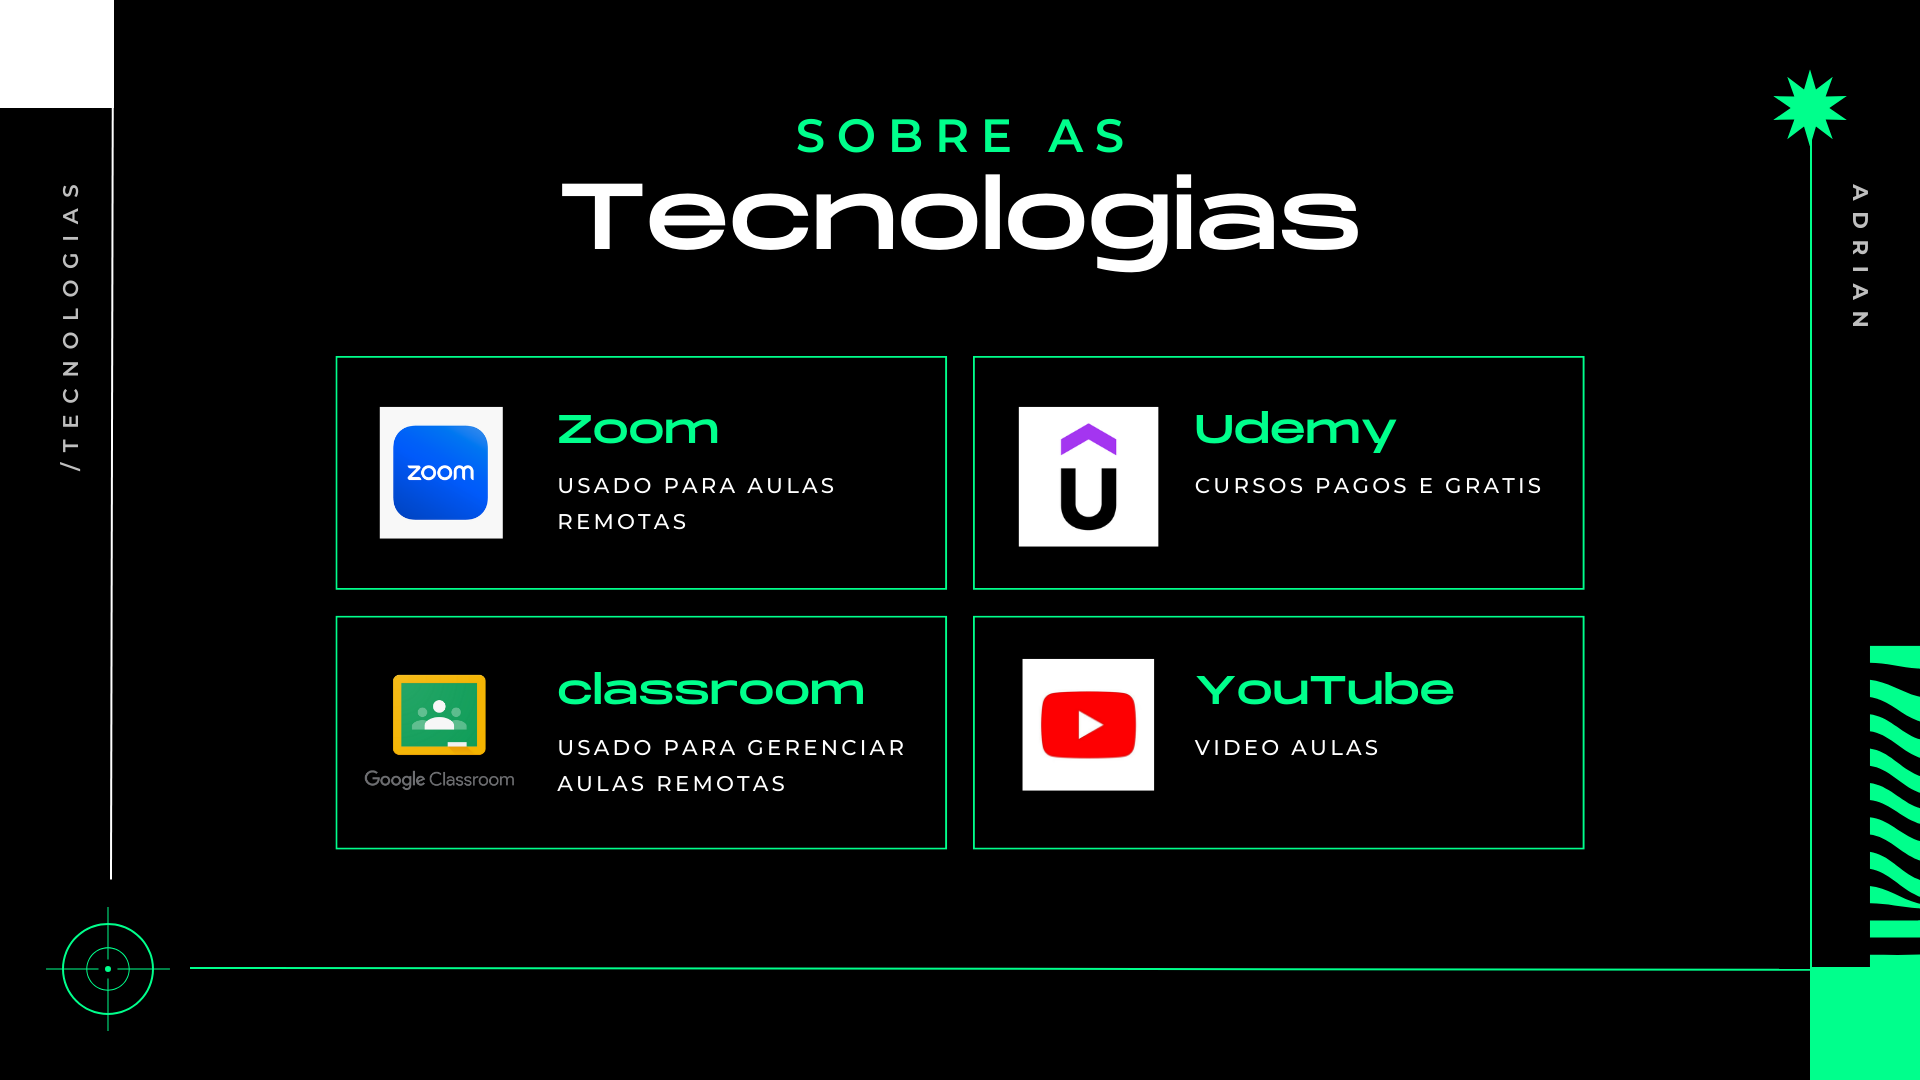 SOBRE AS
Tecnologias
/TECNOLOGIAS
ADRIAN
zoom
Zoom
USADO PARA AULAS
REMOTAS
Udemy
CURSOS PAGOS E GRATIS
Google Classroom
classroom
USADO PARA GERENCIAR
AULAS REMOTAS
YouTube
VIDEO AULAS